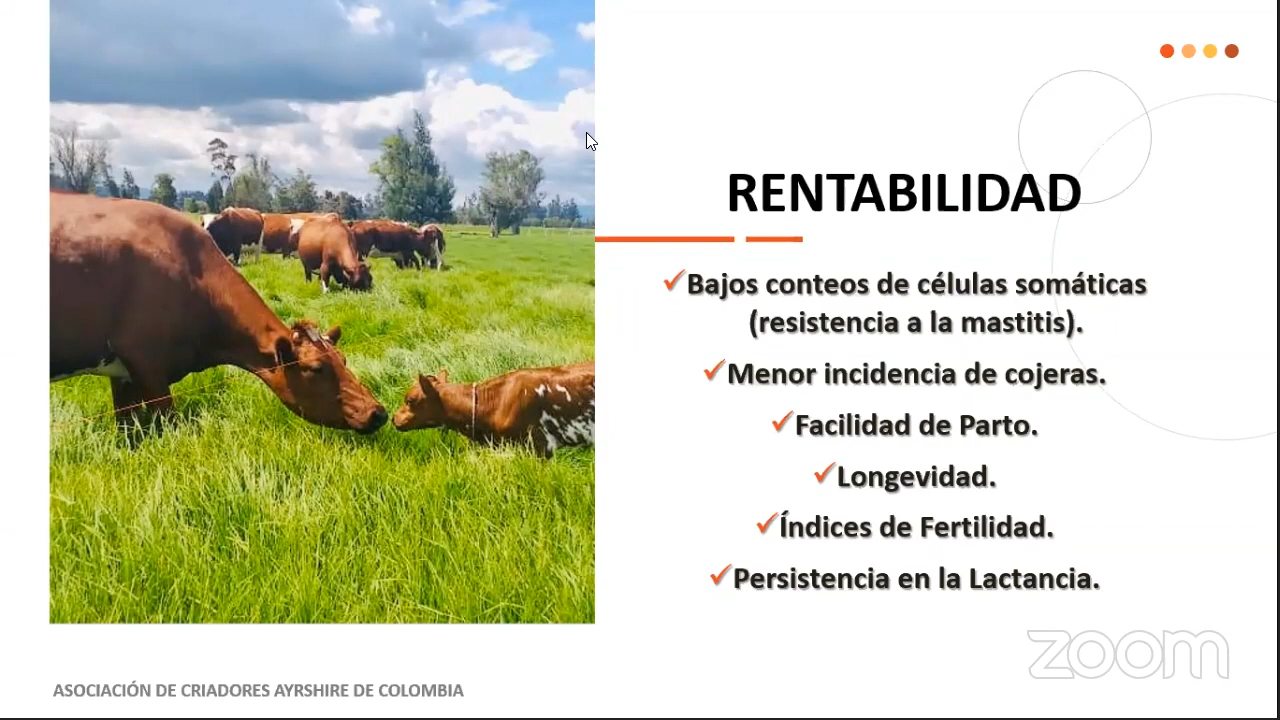 RENTABILIDAD
✓Bajos conteos de células somáticas
(resistencia a la mastitis).
✓Menor incidencia de cojeras.
✓Facilidad de Parto.
✓Longevidad.
✓Índices de Fertilidad.
✓Persistencia en la Lactancia.
zoom
ASOCIACIÓN DE CRIADORES AYRSHIRE DE COLOMBIA